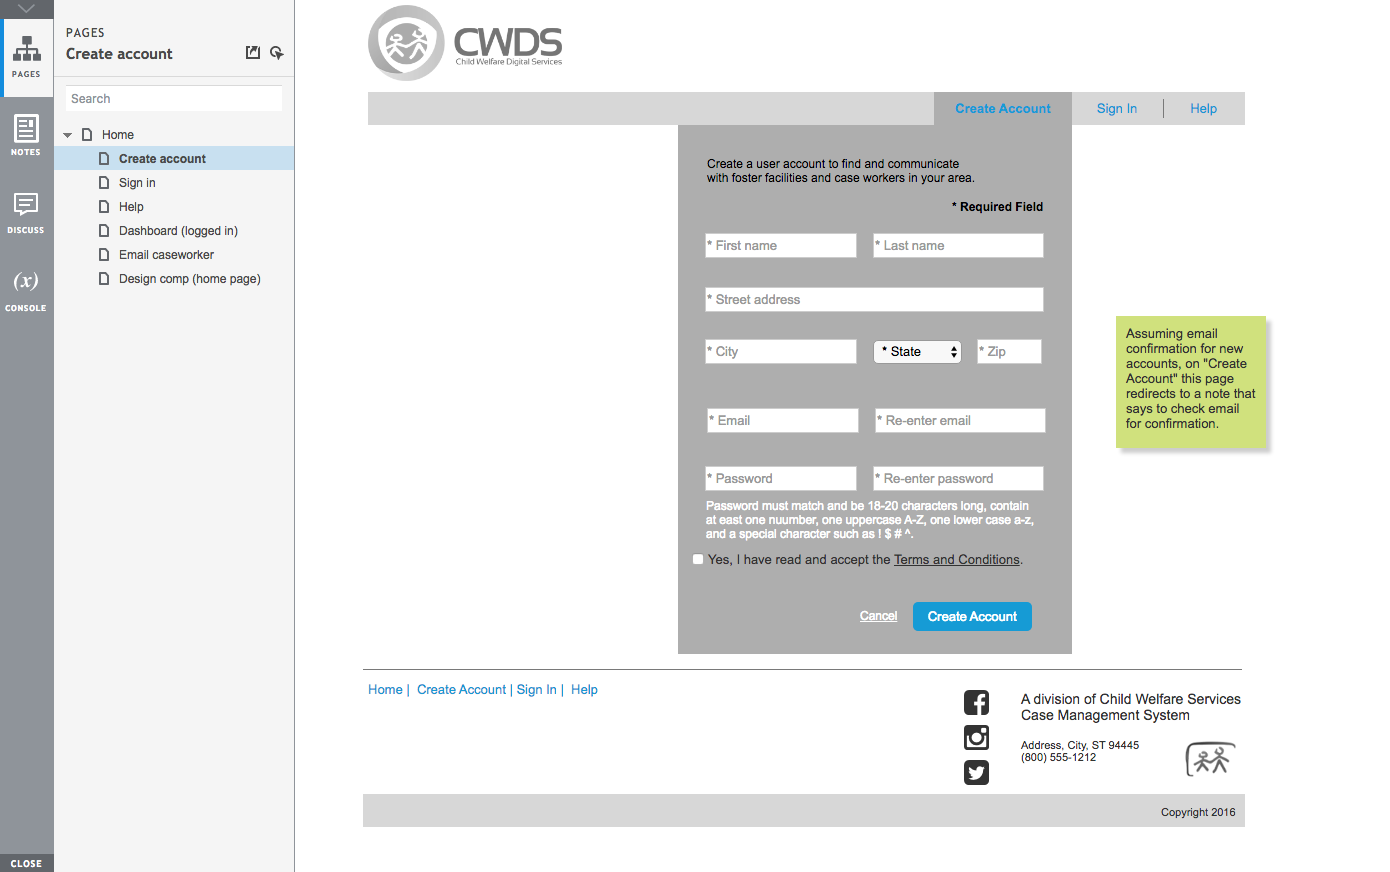 PAGES
Create account
PAGES
Search
NOTES
DISCUSS
(x)
CONSOLE
CLOSE
Home
Create account
Sign in
Help
Dashboard (logged in)
Email caseworker
Design comp (home page)
CWDS
Child Welfare Digital Services
Create Account
Sign In
Help
Create a user account to find and communicate
with foster facilities and case workers in your area.
* Required Field
* First name
* Last name
* Street address
* City
* State
* Zip
* Email
* Re-enter email
* Password
* Re-enter password
Password must match and be 18-20 characters long, contain
at east one nuumber, one uppercase A-Z, one lower case a-z,
and a special character such as ! $ # ^.
Yes, I have read and accept the Terms and Conditions.
Cancel
Create Account
Assuming email
confirmation for new
accounts, on "Create
Account" this page
redirects to a note that
says to check email
for confirmation.
Home | Create Account | Sign In | Help
A division of Child Welfare Services
Case Management System
Address, City, ST 94445
(800) 555-1212
Copyright 2016